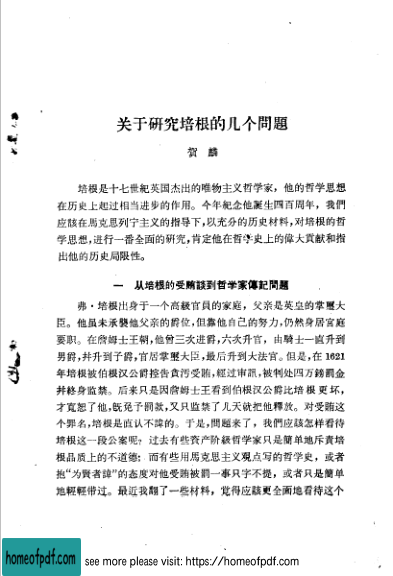 关于研究培根的几个問題
賀麟
培根是十七世紀英国杰出的唯物主义哲学家，他的哲学思想
在历史上起过相当进步的作用。今年紀念他誕生四百周年，我們
应該在馬克思列宁主义的指导下，以充分的历史材料，对培根的哲
学思想，进行一番全面的研究，肯定他在哲学史上的偉大貢献和指
出他的历史局限性。
一 从培根的受賄談到哲学家傳記問題
弗·培根出身于一个高級官員的家庭，父亲是英皇的掌璽大
臣。他虽未承襲他父亲的爵位，但靠他自己的努力，仍然身居宮庭
要职。在詹姆士王朝，他曾三次进爵，六次升官，由騎士一直升到
男爵，幷升到子爵，官居掌璽大臣，最后升到大法官。但是，在 1621
年培根被伯根汉公爵控告貪污受賄，經过审訊，被判处四万鎊罰金
幷終身监禁。后来只是因詹姆士王看到伯根汉公爵比培根更坏，
才寬恕了他，旣免予罰款，又只监禁了几天就把他釋放。对受賄这
个罪名，培根是直认不諱的。于是，問題来了，我們应該怎样看待
培根这一段公案呢；过去有些资产阶級哲学家只是簡单地斥責培
根品质上的不道德；而有些用馬克思主义观点写的哲学史，或者
抱“为賢者諱”的态度对他受賄被罰一事只字不提，或者只是簡单
地輕輕带过。最近我翻了一些材料，覚得应該更全面地看待这个
homeofpdf.com
see more please visit: https://homeofpdf.com